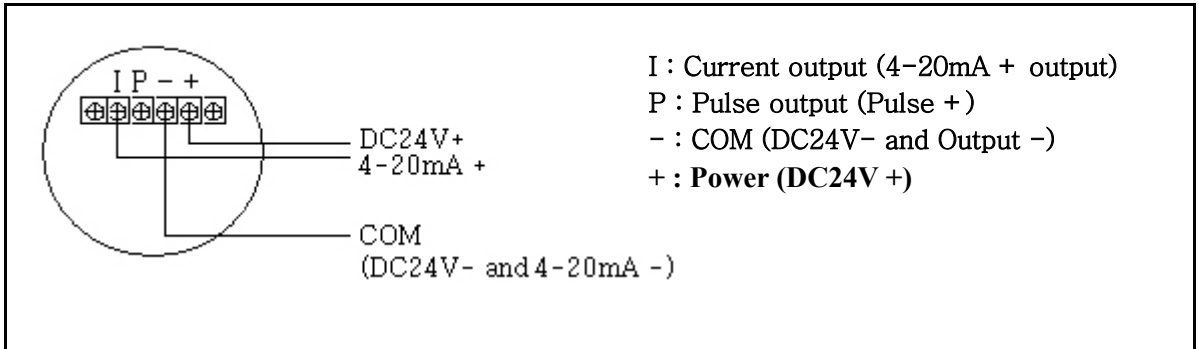 I P - +
DC24V+
4-20mA +
COM
(DC24V- and 4-20mA -)
I : Current output (4-20mA + output)
P : Pulse output (Pulse +)
- : COM (DC24V- and Output -)
+ : Power (DC24V +)